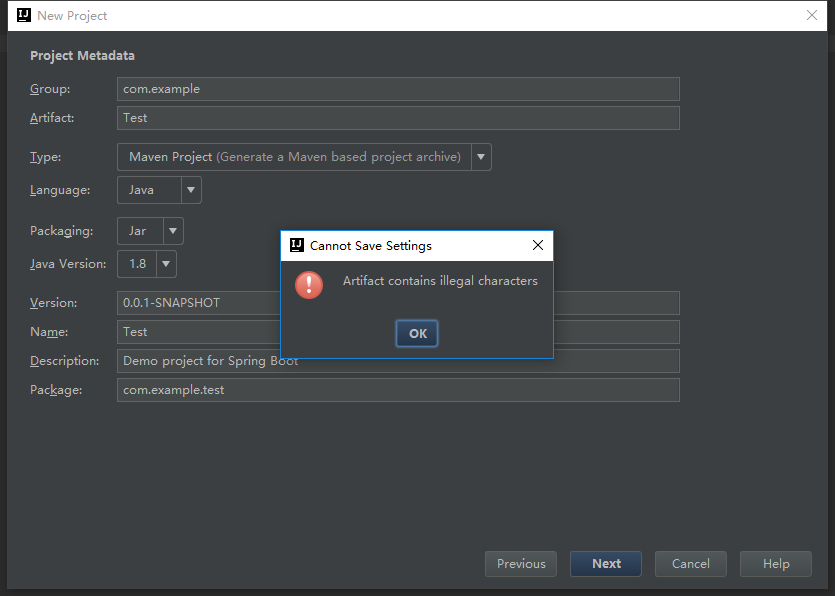 New Project
Project Metadata
Group: com.example
Artifact: Test
Type: Maven Project (Generate a Maven based project archive)
Language: Java
Packaging: Jar
Java Version: 1.8
Cannot Save Settings
Artifact contains illegal characters
OK
Version: 0.0.1-SNAPSHOT
Name: Test
Description: Demo project for Spring Boot
Package: com.example.test
Previous Next Cancel Help